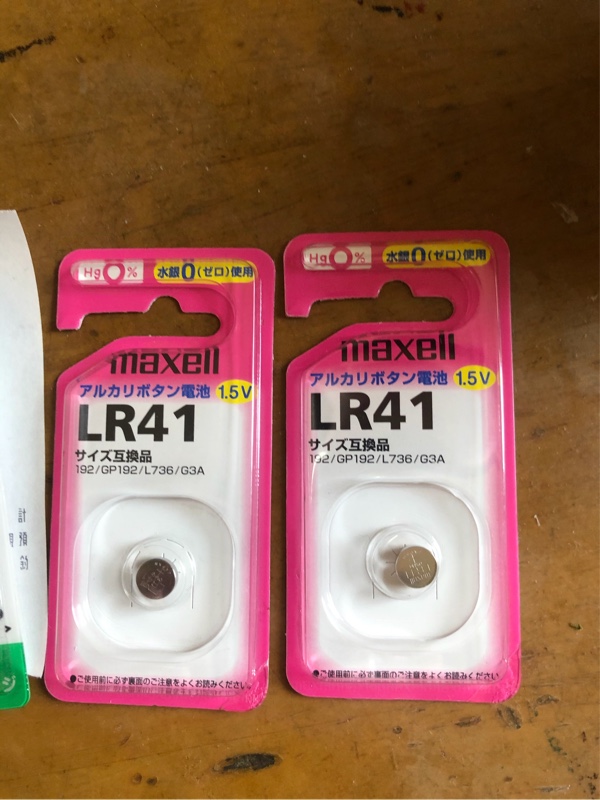 Hg 0%
水銀0(ゼロ)使用
maxell
アルカリボタン電池 1.5V
LR41
サイズ互換品
192/GP192/L736/G3A
●ご使用前に必ず裏面のご注意をよくお読みください。
Hg 0%
水銀0(ゼロ)使用
maxell
アルカリボタン電池 1.5V
LR41
サイズ互換品
192/GP192/L736/G3A
●ご使用前に必ず裏面のご注意をよくお読みください。